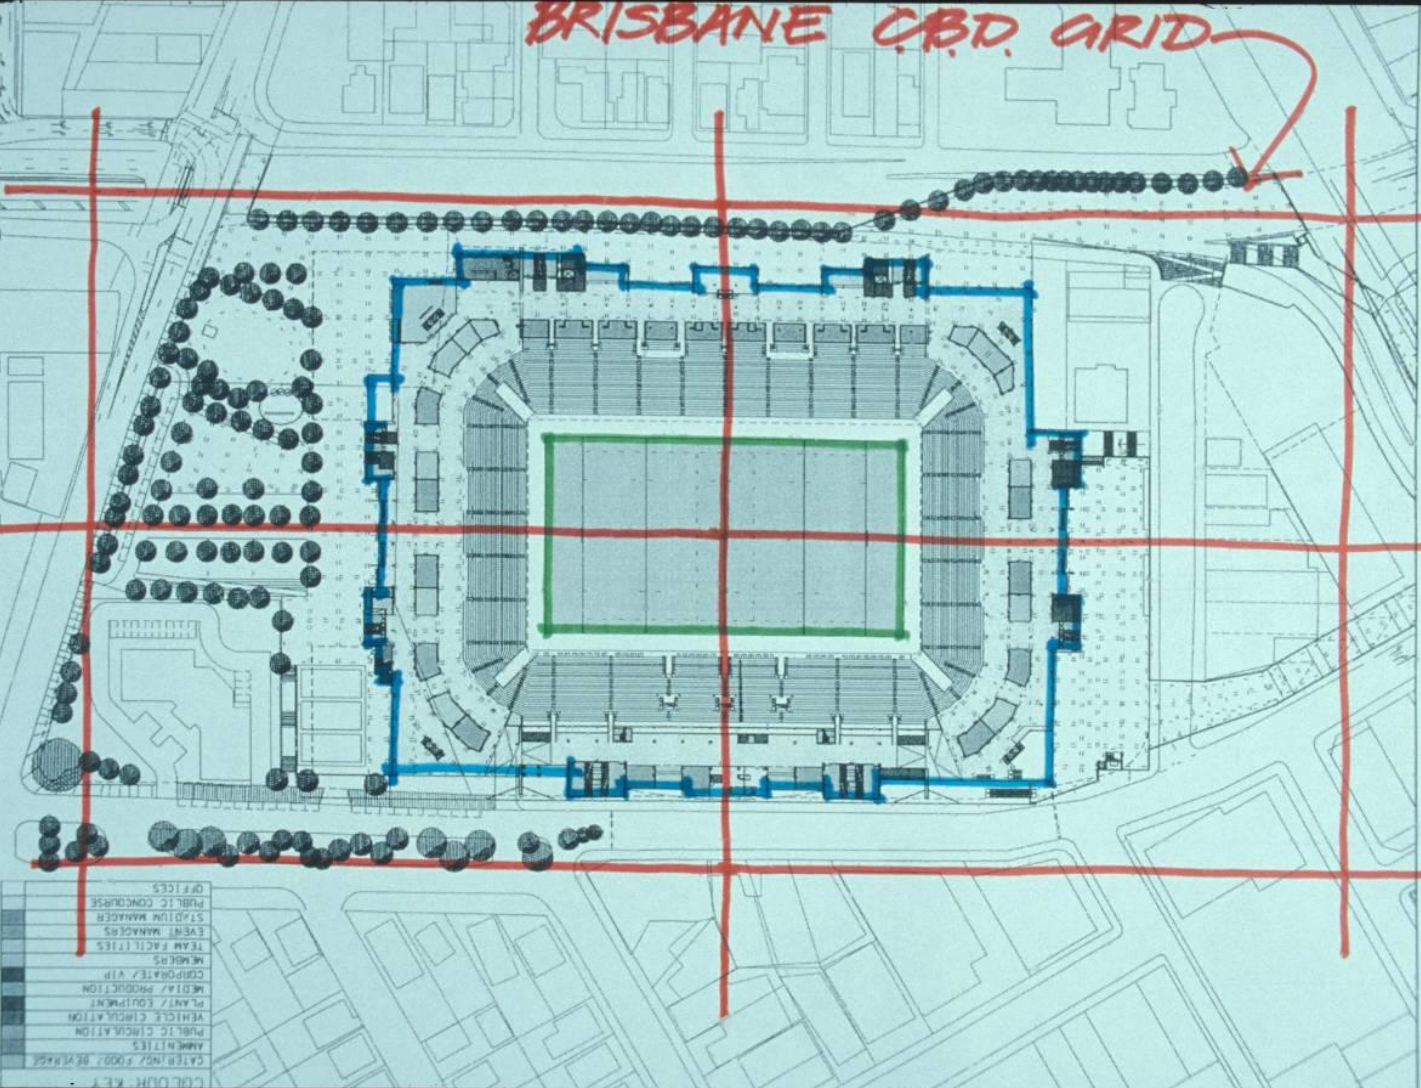 BRISBANE C.B.D. GRID
COLOUR KEY
CATERING/ FOOD/ BEVERAGE
AMMENITIES
PUBLIC CIRCULATION
VEHICLE CIRCULATION
PLANT/ EQUIPMENT
MEDIA/ PRODUCTION
CORPORATE/ VIP
MEMBERS
TEAM FACILITIES
EVENT MANAGERS
STADIUM MANAGER
PUBLIC CONCOURSE
OFFICES